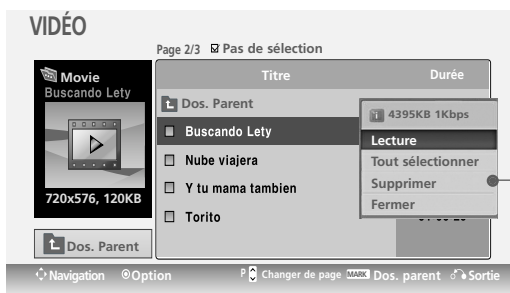 VIDÉO
Page 2/3 Pas de sélection
Movie
Buscando Lety
720x576, 120KB
Dos. Parent
Titre Durée
Dos. Parent
Buscando Lety
Nube viajera
Y tu mama tambien
Torito
4395KB 1Kbps
Lecture
Tout sélectionner
Supprimer
Fermer
Navigation Option P Changer de page MARK Dos. parent Sortie